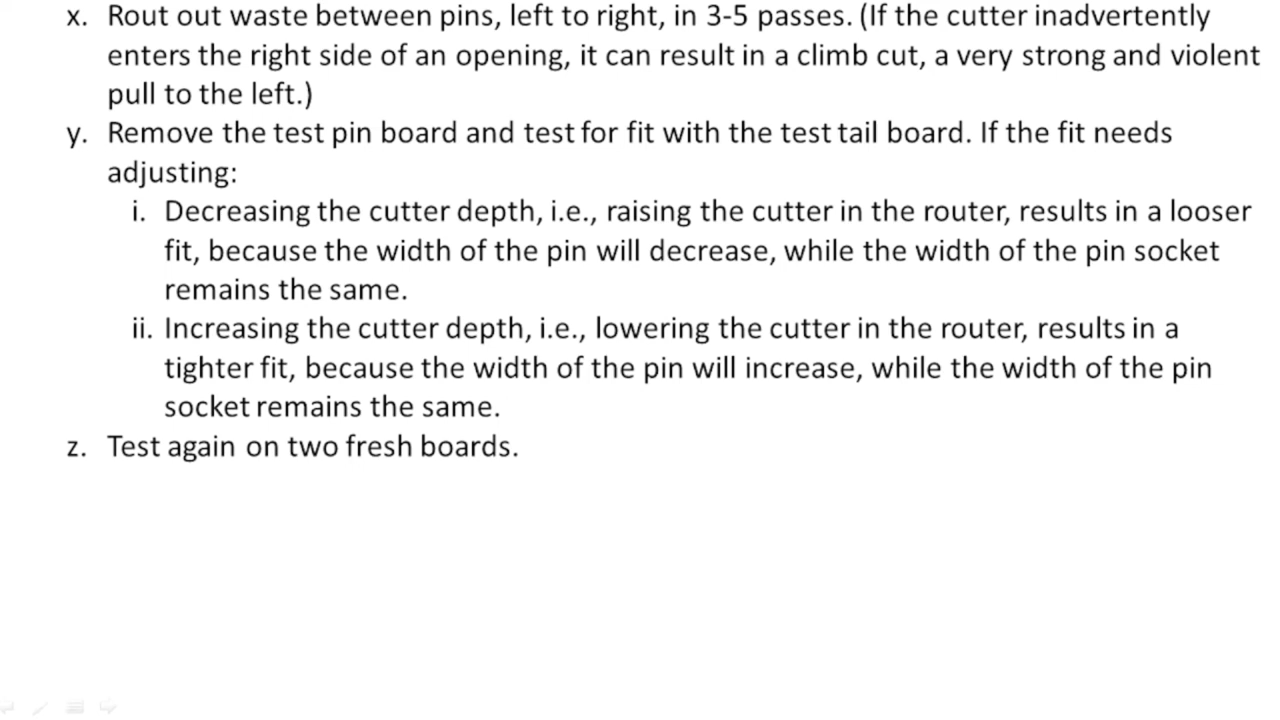 x. Rout out waste between pins, left to right, in 3-5 passes. (If the cutter inadvertently
enters the right side of an opening, it can result in a climb cut, a very strong and violent
pull to the left.)
y. Remove the test pin board and test for fit with the test tail board. If the fit needs
adjusting:
i. Decreasing the cutter depth, i.e., raising the cutter in the router, results in a looser
fit, because the width of the pin will decrease, while the width of the pin socket
remains the same.
ii. Increasing the cutter depth, i.e., lowering the cutter in the router, results in a
tighter fit, because the width of the pin will increase, while the width of the pin
socket remains the same.
z. Test again on two fresh boards.